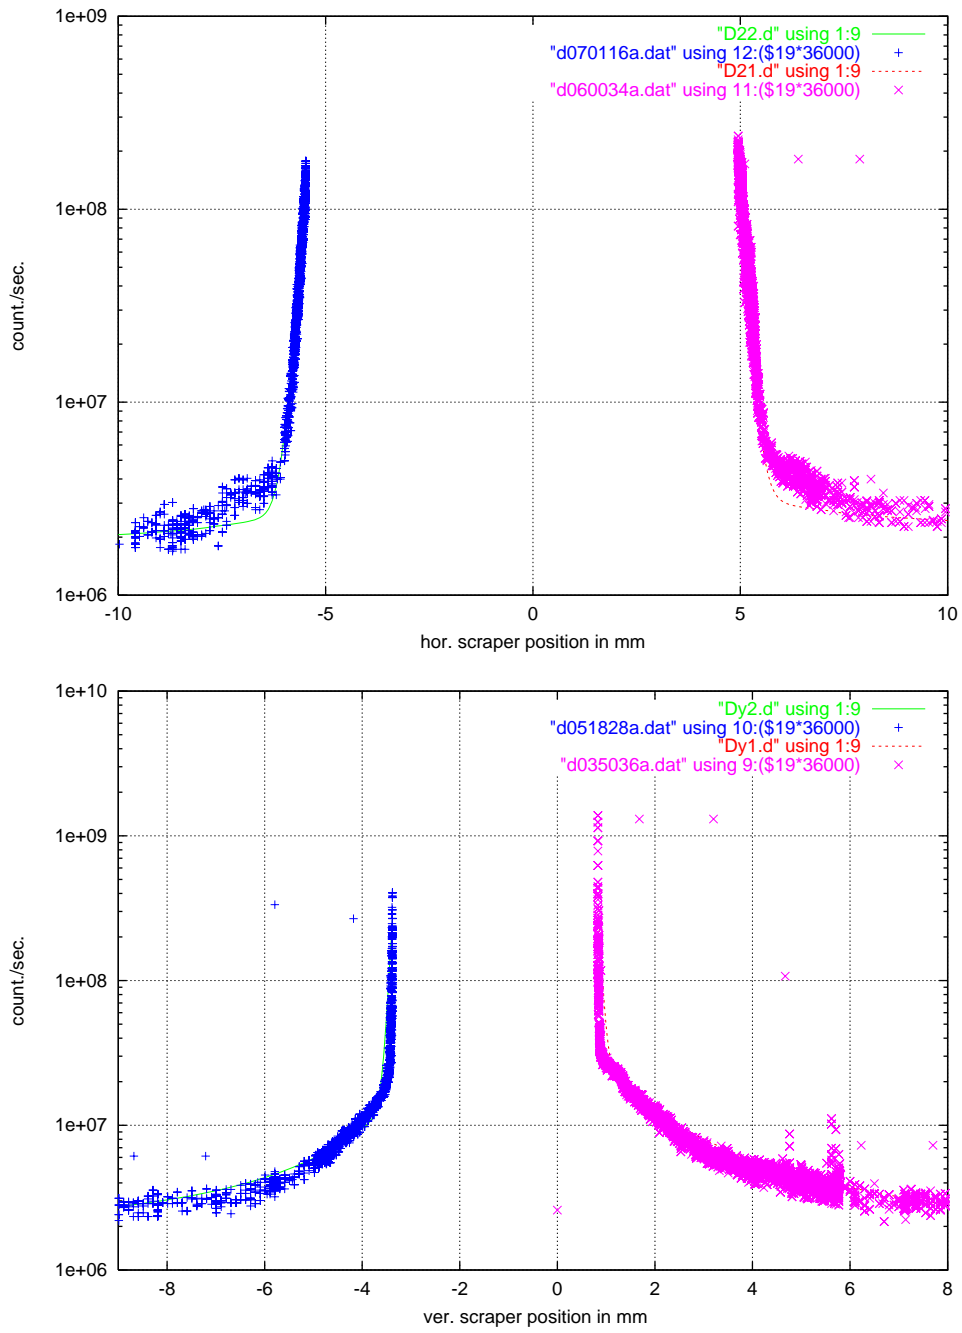 1e+09
"D22.d" using 1:9
"d070116a.dat" using 12:($19*36000)
"D21.d" using 1:9
"d060034a.dat" using 11:($19*36000)
1e+08
count./sec.
1e+07
1e+06
-10 -5 0 5 10
hor. scraper position in mm
1e+10
"Dy2.d" using 1:9
"d051828a.dat" using 10:($19*36000)
"Dy1.d" using 1:9
"d035036a.dat" using 9:($19*36000)
1e+09
1e+08
count./sec.
1e+07
1e+06
-8 -6 -4 -2 0 2 4 6 8
ver. scraper position in mm